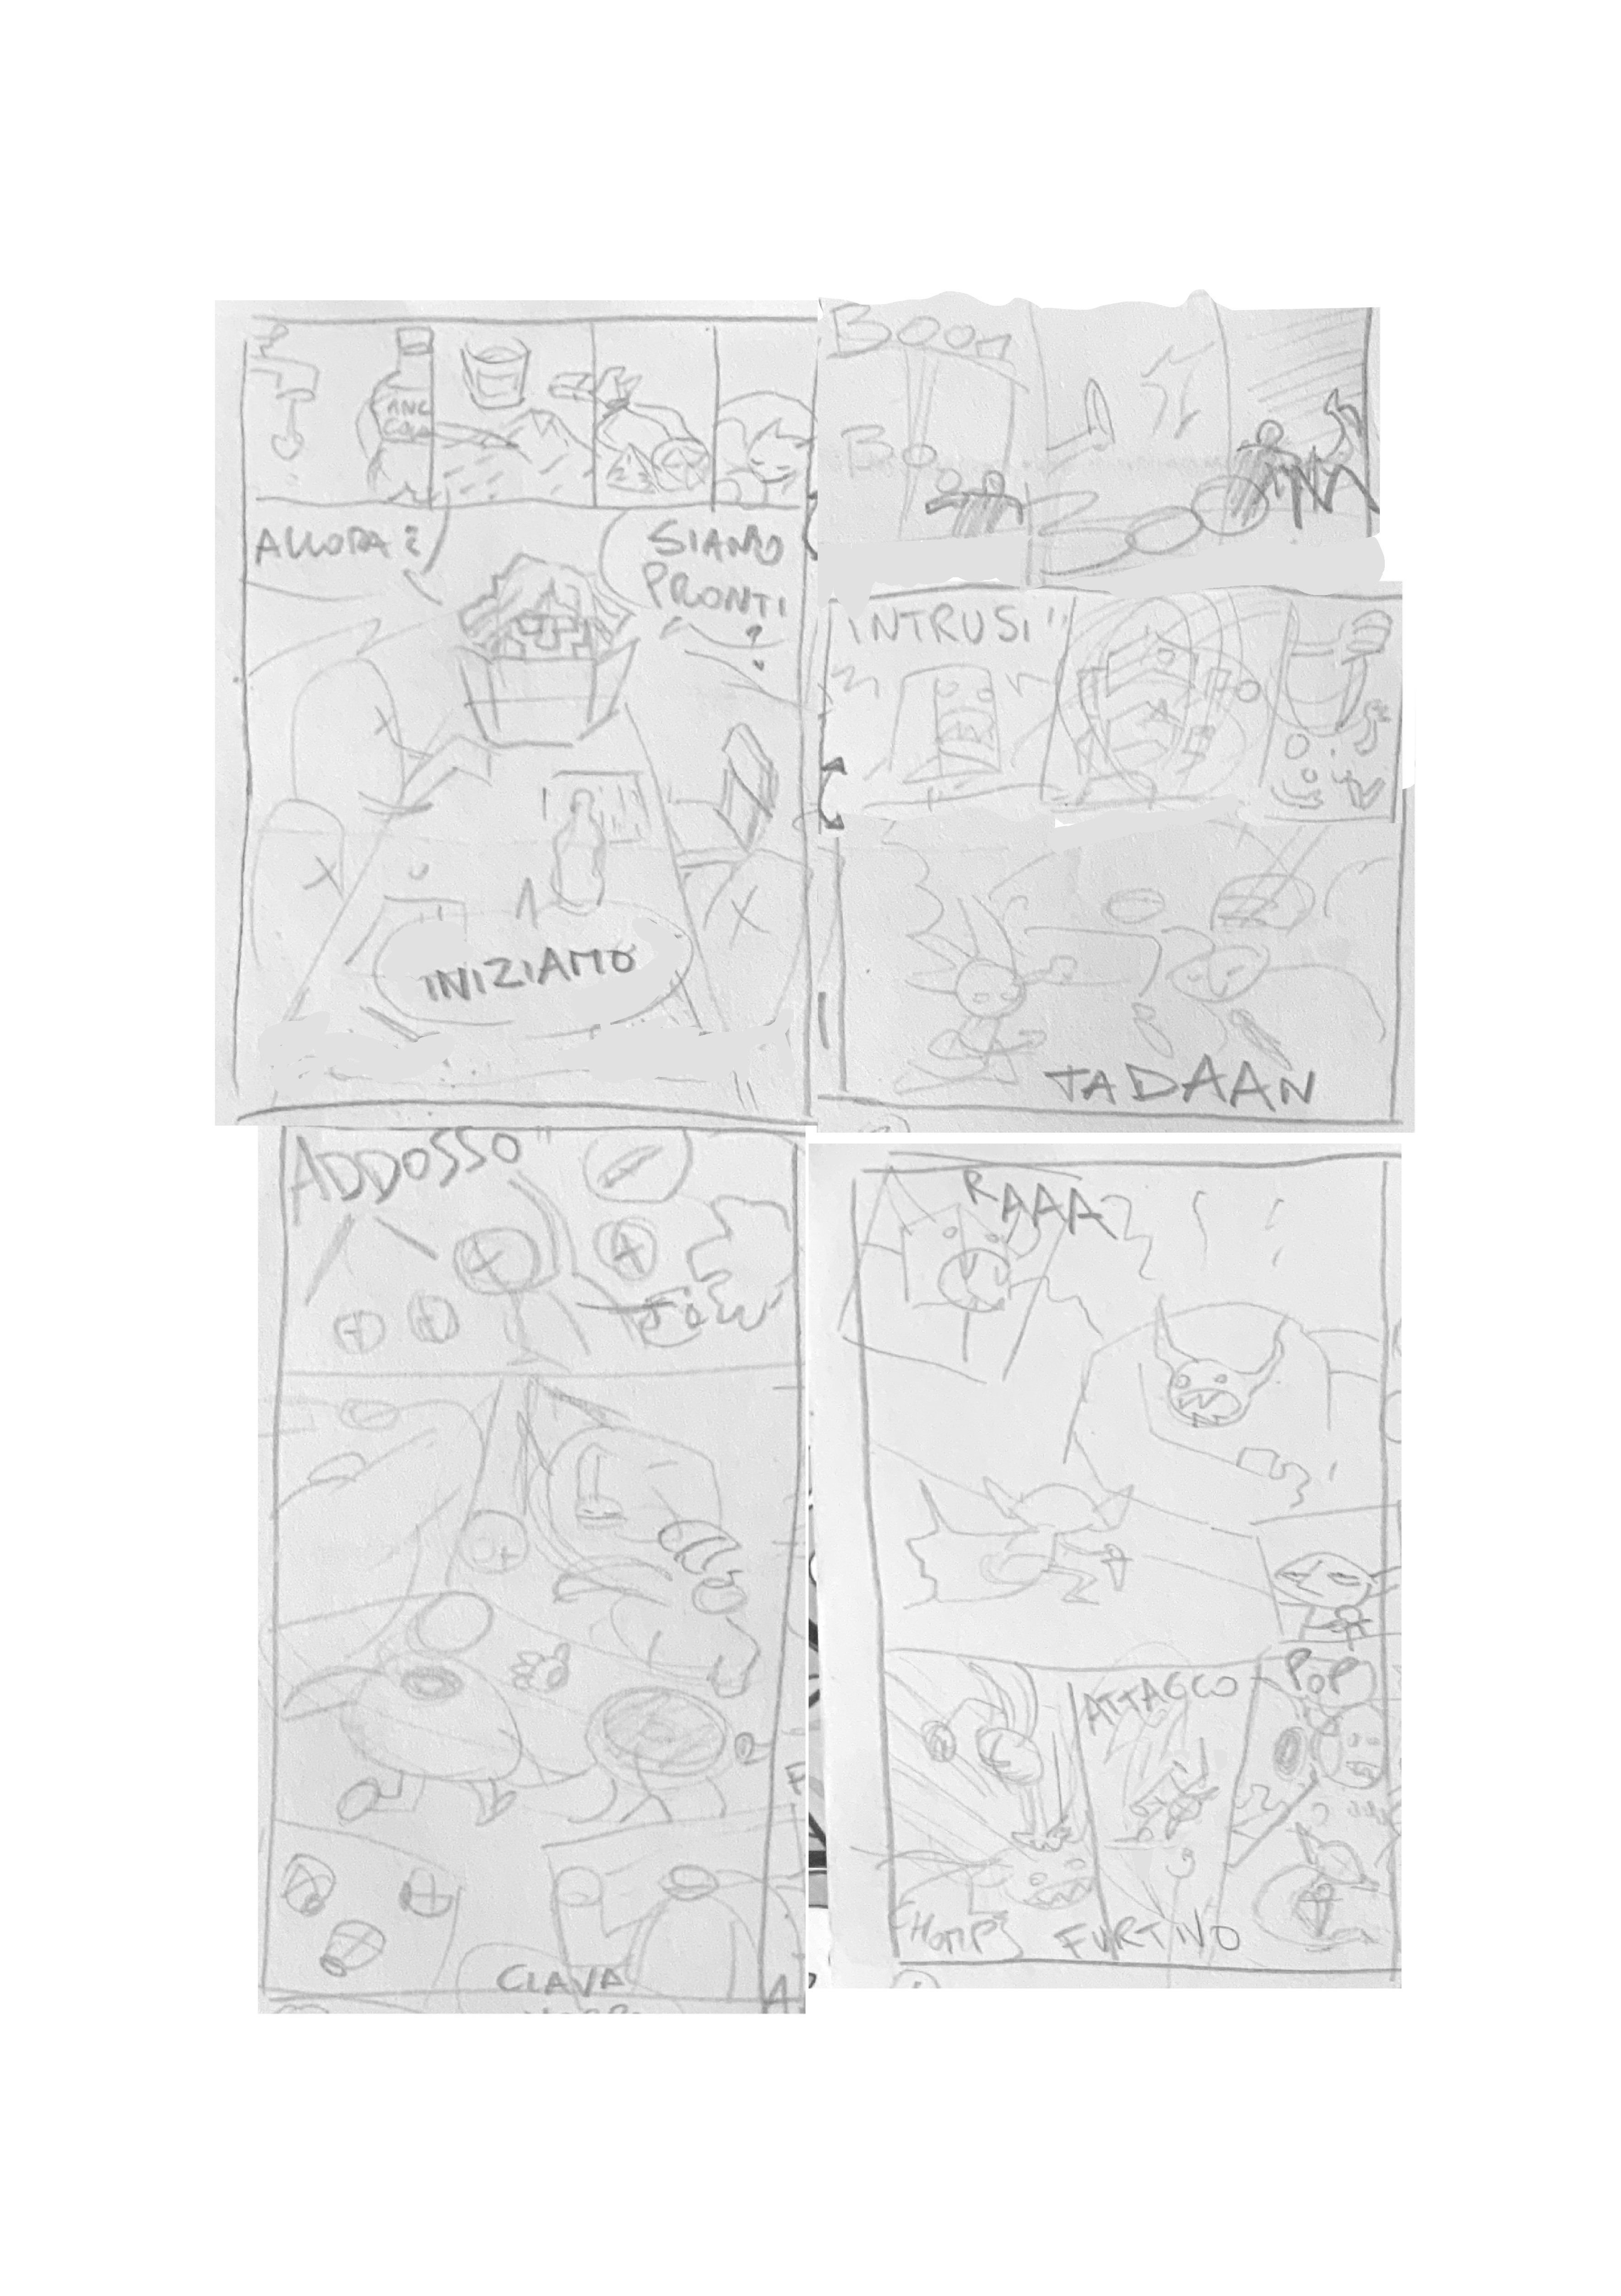 ALLORA?
SIAMO
PRONTI
?
INIZIAMO
BOOM
INTRUSI!!
TADAAN
ADDOSSO!!
CLAVA
RAAA
CHOMP
ATTACCO
FURTIVO
POP